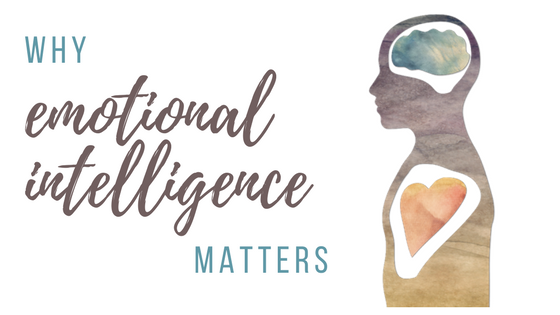 WHY
emotional
intelligence
MATTERS